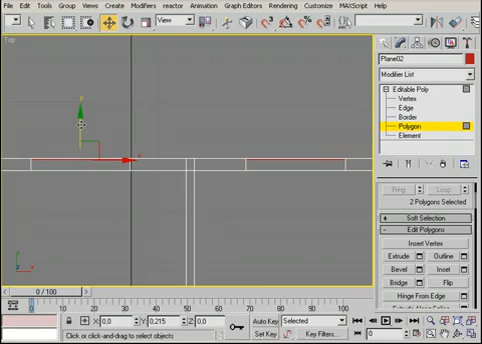 File Edit Tools Group Views Create Modifiers reactor Animation Graph Editors Rendering Customize MAXScript Help
View
Top
Plane02
Modifier List
Editable Poly
Vertex
Edge
Border
Polygon
Element
Ring Loop
2 Polygons Selected
+ Soft Selection
- Edit Polygons
Insert Vertex
Extrude Outline
Bevel Inset
Bridge Flip
Hinge From Edge
0 / 100
0 10 20 30 40 50 60 70 80 90 100
X: 0,0 Y: 0,215 Z: 0,0
Auto Key Selected
Set Key Key Filters...
Click or click-and-drag to select objects
0